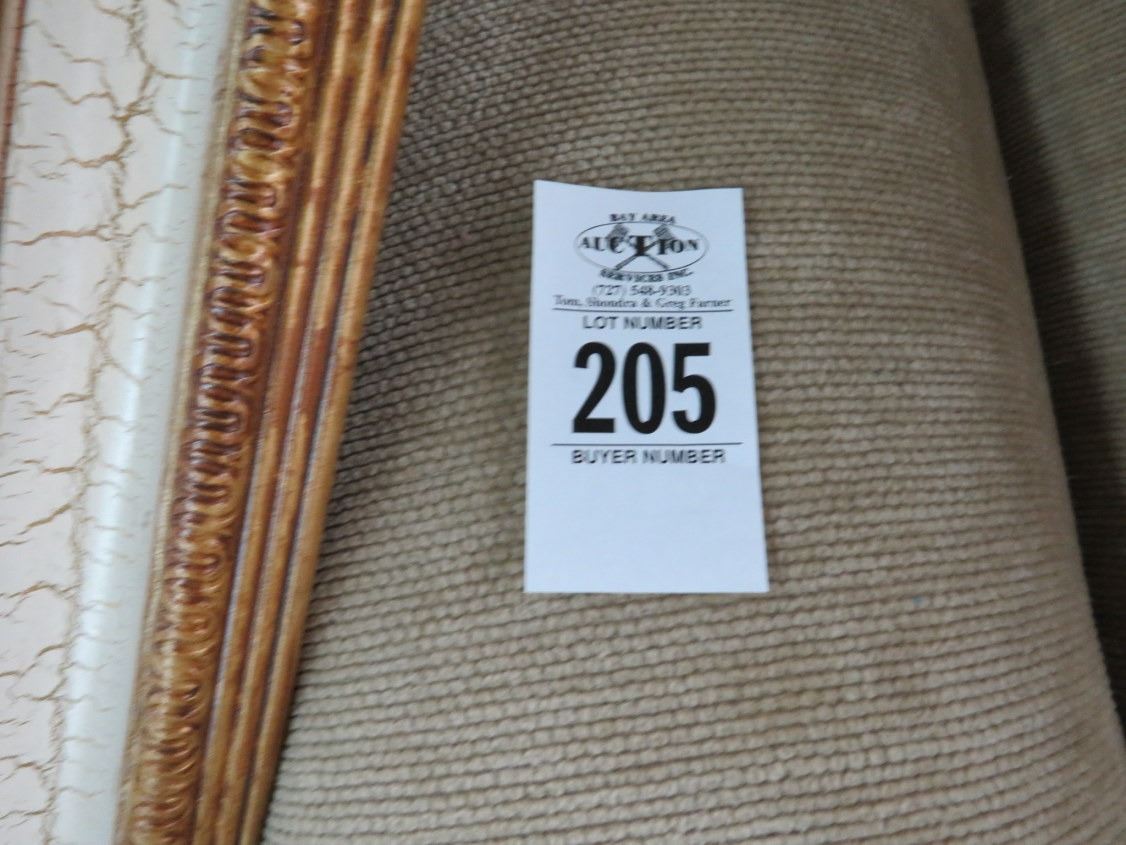 BAY AREA
AUCTION
SERVICES INC.
(727) 548-9303
Tom, Shondra & Greg Farner
LOT NUMBER
205
BUYER NUMBER